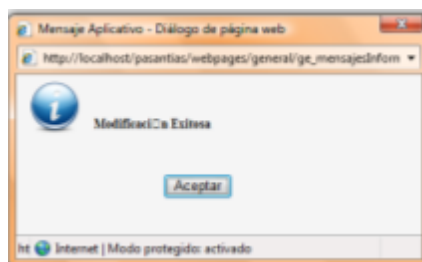 Mensaje Aplicativo - Diálogo de página web
http://localhost/pasantias/webpages/general/ge_mensajesInform
Modificaci□n Exitosa
Aceptar
ht Internet | Modo protegido: activado